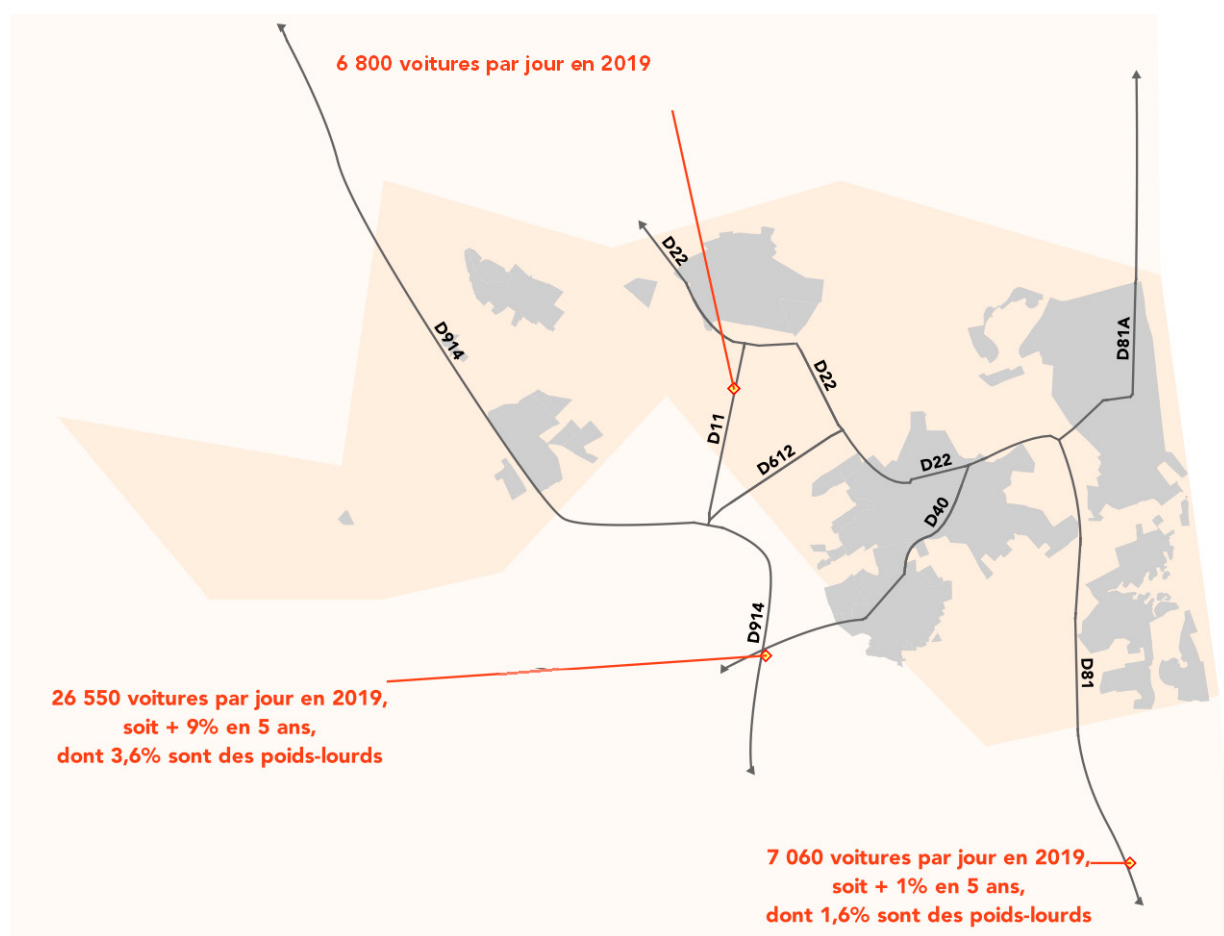 6 800 voitures par jour en 2019
D22
D81A
D914
D22
D11
D612
D22
D40
D914
D81
26 550 voitures par jour en 2019,
soit + 9% en 5 ans,
dont 3,6% sont des poids-lourds
7 060 voitures par jour en 2019,
soit + 1% en 5 ans,
dont 1,6% sont des poids-lourds